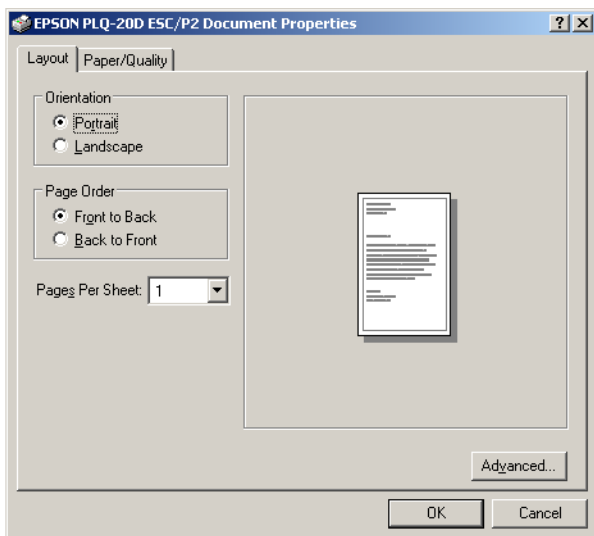 EPSON PLQ-20D ESC/P2 Document Properties
Layout
Paper/Quality
Orientation
Portrait
Landscape
Page Order
Front to Back
Back to Front
Pages Per Sheet: 1
Advanced...
OK
Cancel